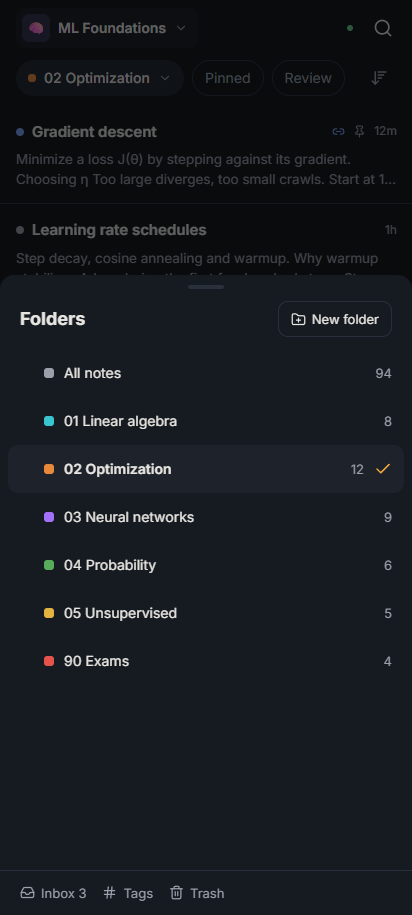 ML Foundations
02 Optimization
Pinned
Review
Gradient descent
12m
Minimize a loss J(θ) by stepping against its gradient.
Choosing η Too large diverges, too small crawls. Start at 1...
Learning rate schedules
1h
Step decay, cosine annealing and warmup. Why warmup
Folders
New folder
All notes
94
01 Linear algebra
8
02 Optimization
12
03 Neural networks
9
04 Probability
6
05 Unsupervised
5
90 Exams
4
Inbox 3
Tags
Trash